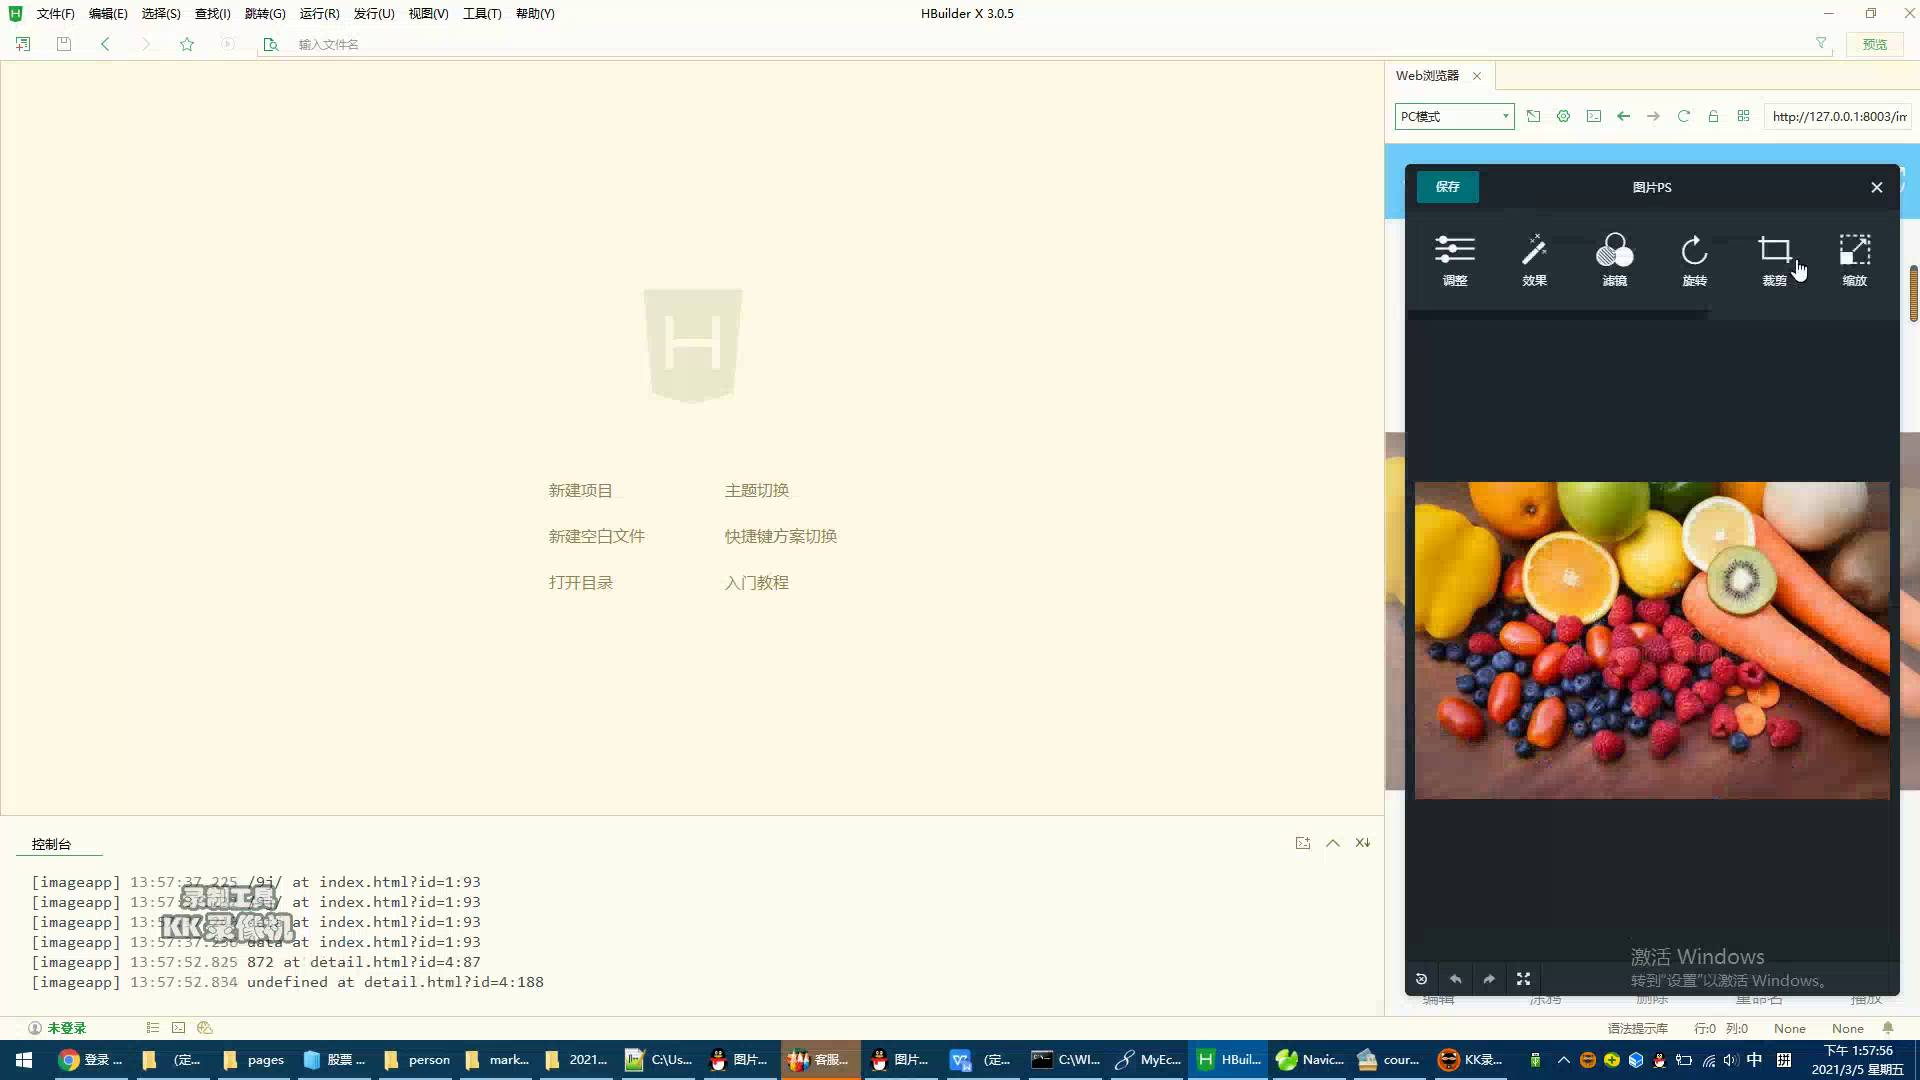 文件(F) 编辑(E) 选择(S) 查找(I) 跳转(G) 运行(R) 发行(U) 视图(V) 工具(T) 帮助(Y)
HBuilder X 3.0.5
输入文件名
预览
Web浏览器
PC模式
http://127.0.0.1:8003/in
保存
图片PS
调整 效果 滤镜 旋转 裁剪 缩放
新建项目 主题切换
新建空白文件 快捷键方案切换
打开目录 入门教程
控制台
[imageapp] 13:57:37.225 /9j/ at index.html?id=1:93
[imageapp] at index.html?id=1:93
[imageapp] at index.html?id=1:93
[imageapp] 13:57:37.236 data at index.html?id=1:93
[imageapp] 13:57:52.825 872 at detail.html?id=4:87
[imageapp] 13:57:52.834 undefined at detail.html?id=4:188
录制工具
KK录像机
激活 Windows
转到"设置"以激活 Windows。
编辑 涂鸦 删除 重命名 播放
未登录
语法提示库 行:0 列:0 None None
登录 ... (定... pages 股票 ... person mark... 2021... C:\Us... 图片... 客服... 图片... (定... C:\WI... MyEc... HBuil... Navic... cour... KK录...
中 拼
下午 1:57:56
2021/3/5 星期五